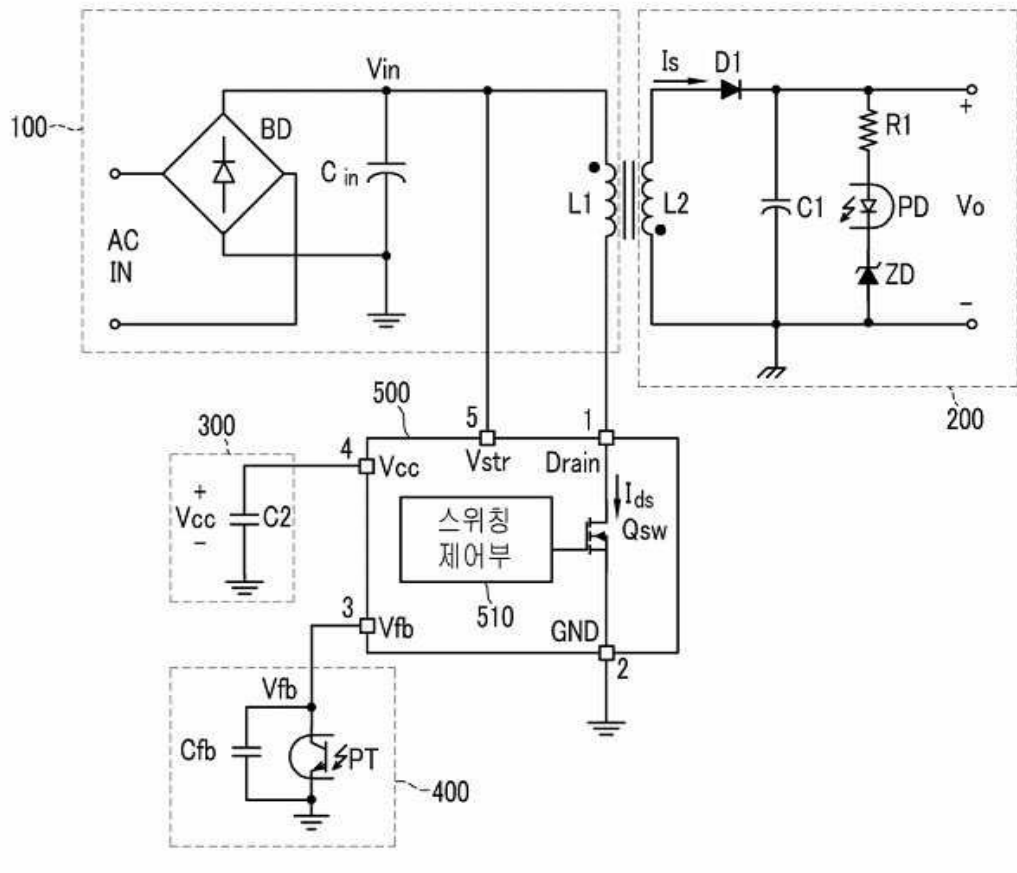 100
Vin
BD
C in
AC
IN
L1
L2
Is
D1
R1
C1
PD
Vo
+
-
ZD
200
300
500
4
5
1
Vcc
Vstr
Drain
+
Vcc
-
C2
스위칭
제어부
510
Ids
Qsw
3
Vfb
GND
2
Vfb
Cfb
PT
400